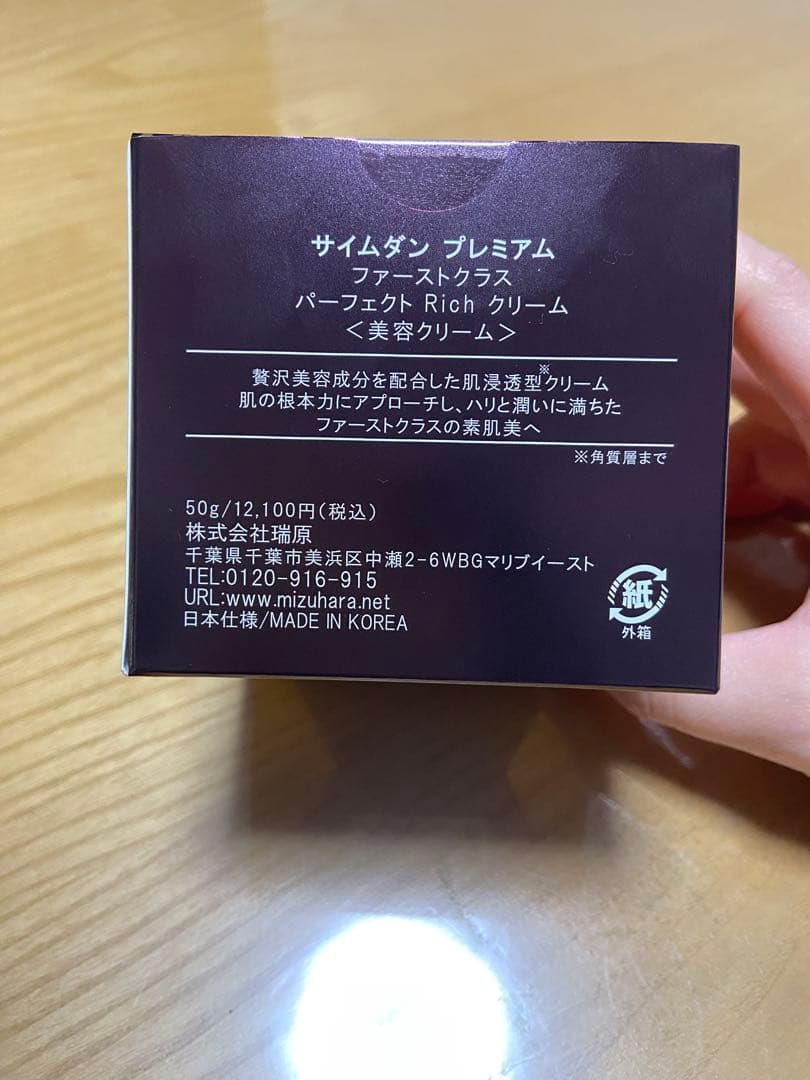 サイムダン プレミアム
ファーストクラス
パーフェクト Rich クリーム
＜美容クリーム＞
贅沢美容成分を配合した肌浸透型※クリーム
肌の根本力にアプローチし、ハリと潤いに満ちた
ファーストクラスの素肌美へ
※角質層まで
50g/12,100円(税込)
株式会社瑞原
千葉県千葉市美浜区中瀬2-6WBGマリブイースト
TEL:0120-916-915
URL:www.mizuhara.net
日本仕様/MADE IN KOREA
紙
外箱